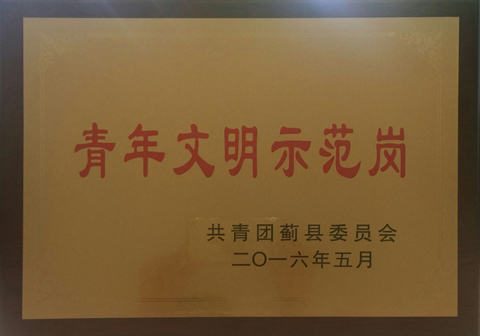 青年文明示范岗
共青团蓟县委员会
二〇一六年五月